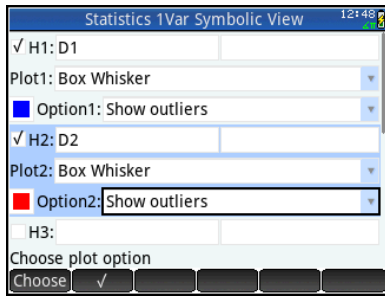 Statistics 1Var Symbolic View 12:48
√ H1: D1
Plot1: Box Whisker
Option1: Show outliers
√ H2: D2
Plot2: Box Whisker
Option2: Show outliers
H3:
Choose plot option
Choose √